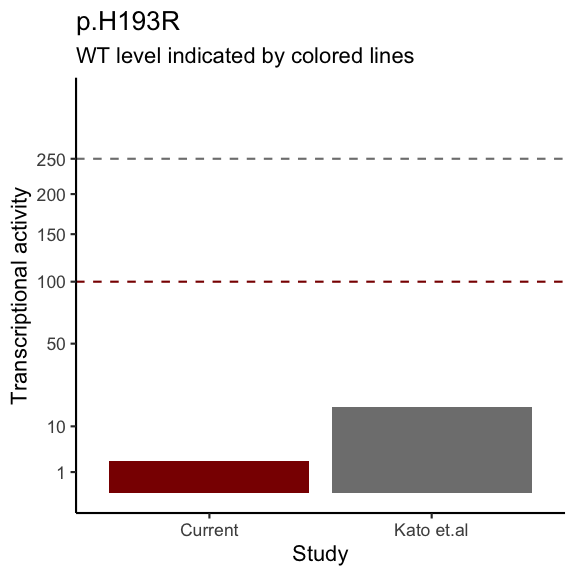 p.H193R
WT level indicated by colored lines
Transcriptional activity
250
200
150
100
50
10
1
Current
Kato et.al
Study